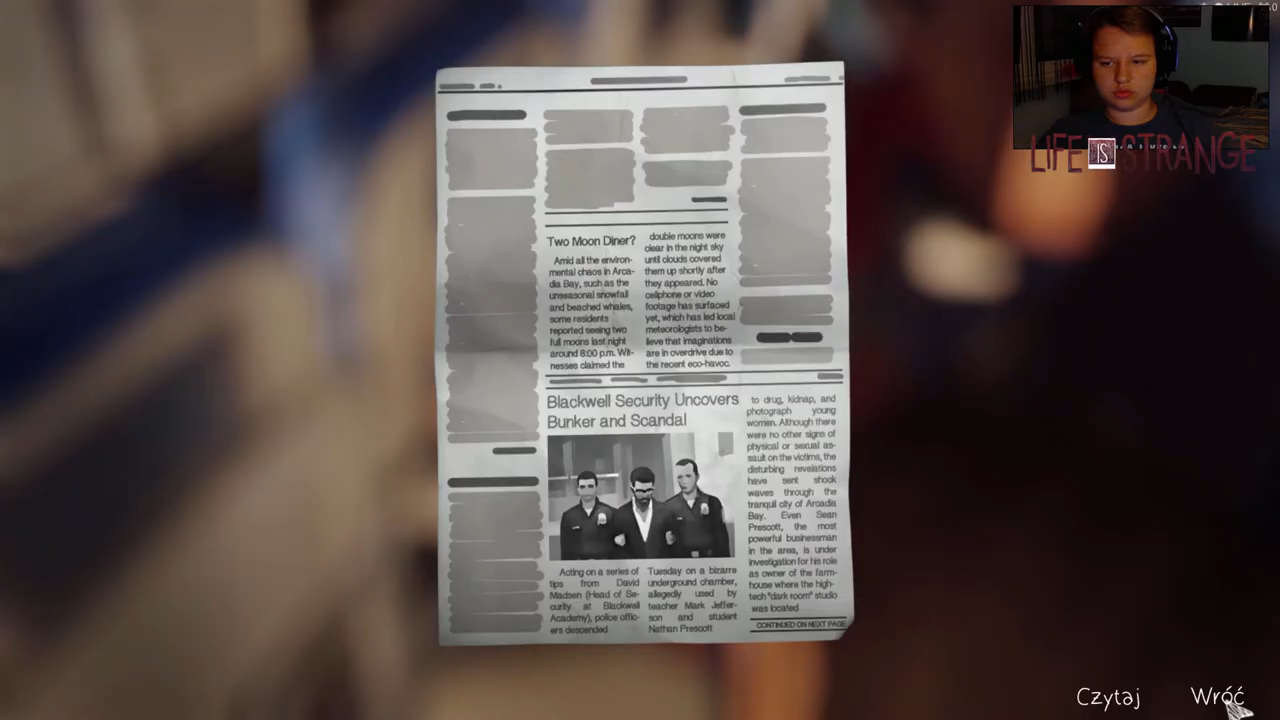 LIFE IS STRANGE
Two Moon Diner?
Amid all the environ-
mental chaos in Arca-
dia Bay, such as the
unseasonal snowfall
and beached whales,
some residents
reported seeing two
full moons last night
around 8:00 p.m. Wit-
nesses claimed the
double moons were
clear in the night sky
until clouds covered
them up shortly after
they appeared. No
cellphone or video
footage has surfaced
yet, which has led local
meteorologists to be-
lieve that imaginations
are in overdrive due to
the recent eco-havoc.
Blackwell Security Uncovers
Bunker and Scandal
Acting on a series of
tips from David
Madsen (Head of Se-
curity at Blackwell
Academy), police offic-
ers descended
Tuesday on a bizarre
underground chamber,
allegedly used by
teacher Mark Jeffer-
son and student
Nathan Prescott
to drug, kidnap, and
photograph young
women. Although there
were no other signs of
physical or sexual as-
sault on the victims, the
disturbing revelations
have sent shock
waves through the
tranquil city of Arcadia
Bay. Even Sean
Prescott, the most
powerful businessman
in the area, is under
investigation for his role
as owner of the farm-
house where the high-
tech "dark room" studio
was located
CONTINUED ON NEXT PAGE
Czytaj
Wróć